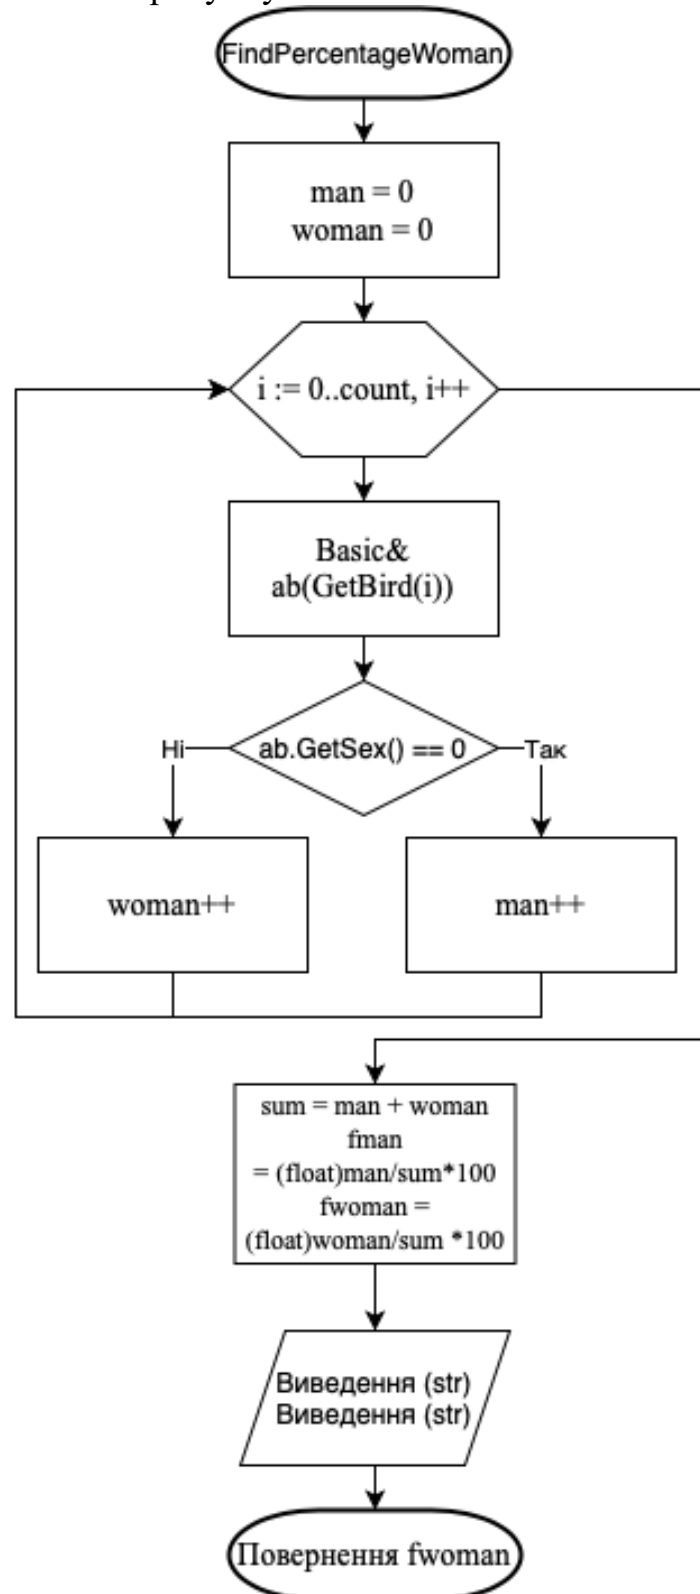 FindPercentageWoman
man = 0
woman = 0
i := 0..count, i++
Basic&
ab(GetBird(i))
ab.GetSex() == 0
Ні
Так
woman++
man++
sum = man + woman
fman
= (float)man/sum*100
fwoman =
(float)woman/sum *100
Виведення (str)
Виведення (str)
Повернення fwoman